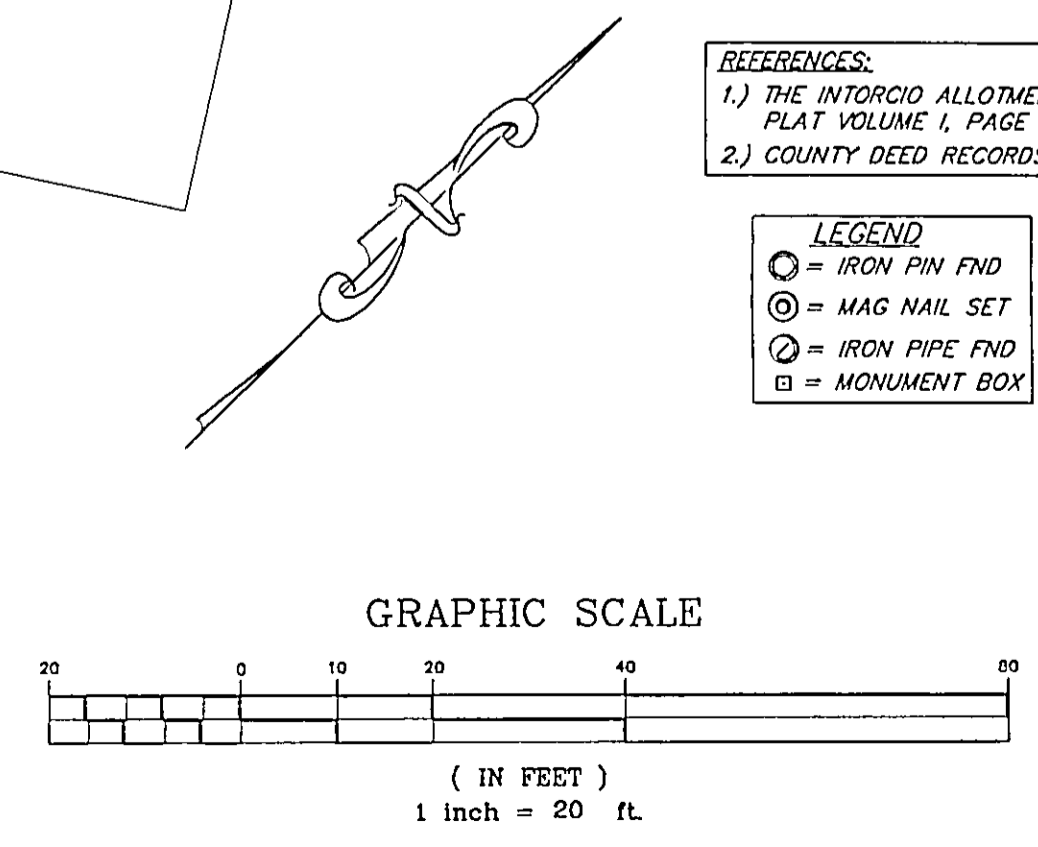 REFERENCES:
1.) THE INTORCIO ALLOTME
PLAT VOLUME 1, PAGE
2.) COUNTY DEED RECORDS
LEGEND
= IRON PIN FND
= MAG NAIL SET
= IRON PIPE FND
= MONUMENT BOX
GRAPHIC SCALE
20 0 10 20 40 80
( IN FEET )
1 inch = 20 ft.